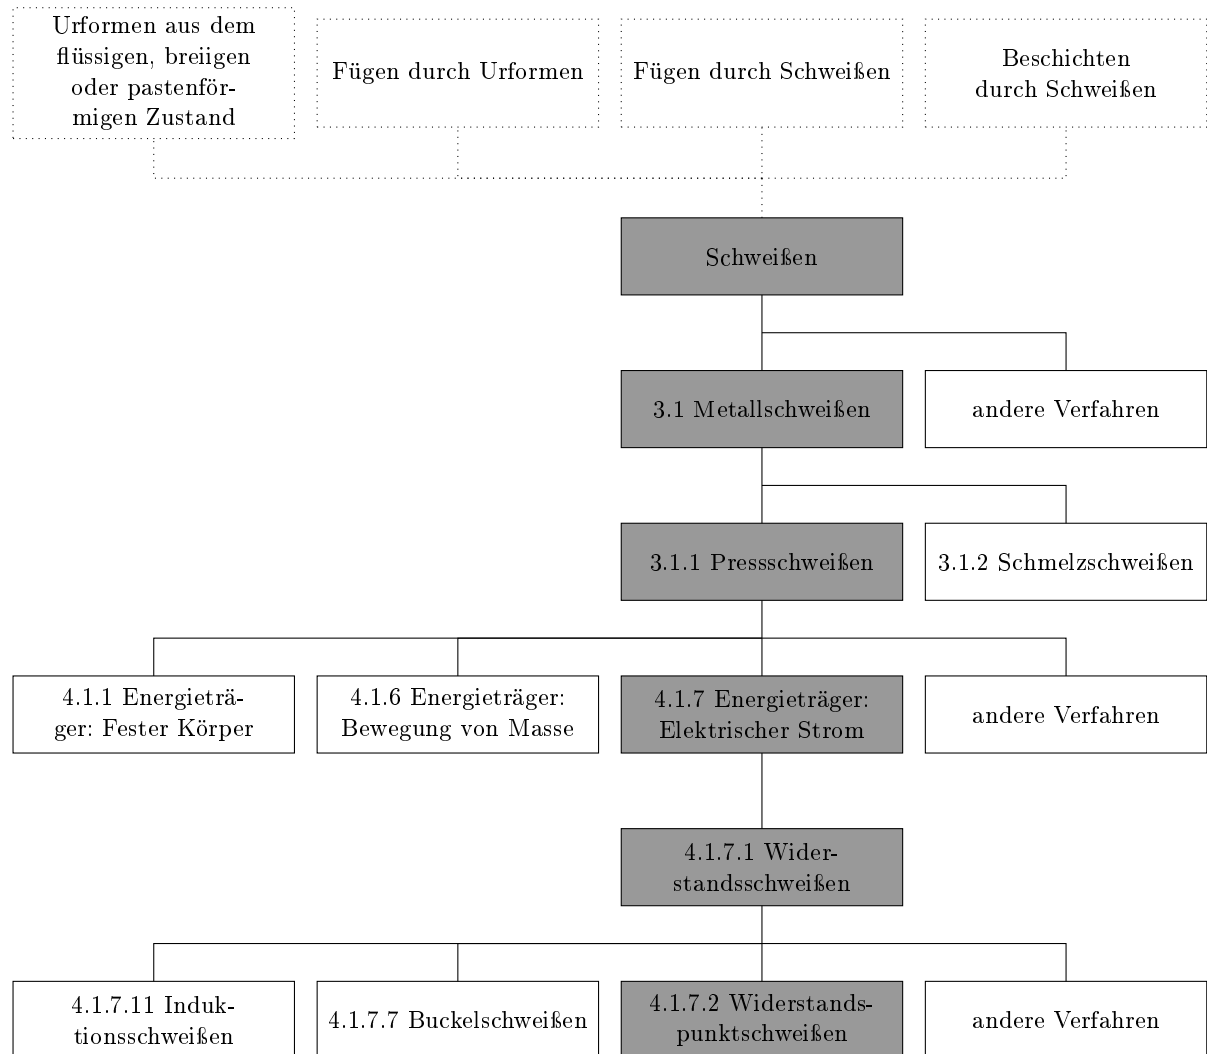 Urformen aus dem
flüssigen, breiigen
oder pastenför-
migen Zustand
Fügen durch Urformen
Fügen durch Schweißen
Beschichten
durch Schweißen
Schweißen
3.1 Metallschweißen
andere Verfahren
3.1.1 Pressschweißen
3.1.2 Schmelzschweißen
4.1.1 Energieträ-
ger: Fester Körper
4.1.6 Energieträger:
Bewegung von Masse
4.1.7 Energieträger:
Elektrischer Strom
andere Verfahren
4.1.7.1 Wider-
standsschweißen
4.1.7.11 Induk-
tionsschweißen
4.1.7.7 Buckelschweißen
4.1.7.2 Widerstands-
punktschweißen
andere Verfahren